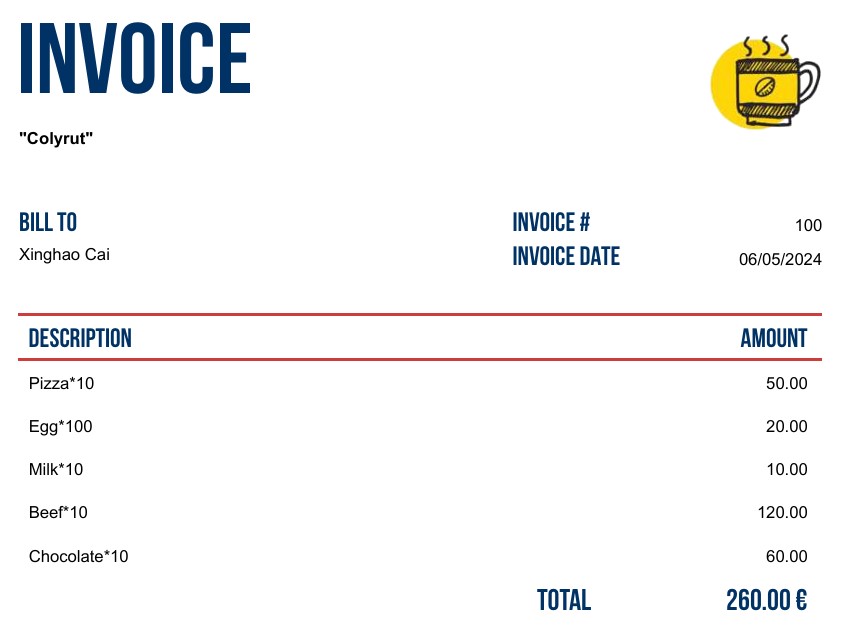 INVOICE
"Colyrut"
BILL TO
Xinghao Cai
INVOICE # 100
INVOICE DATE 06/05/2024
DESCRIPTION AMOUNT
Pizza*10 50.00
Egg*100 20.00
Milk*10 10.00
Beef*10 120.00
Chocolate*10 60.00
TOTAL 260.00 €